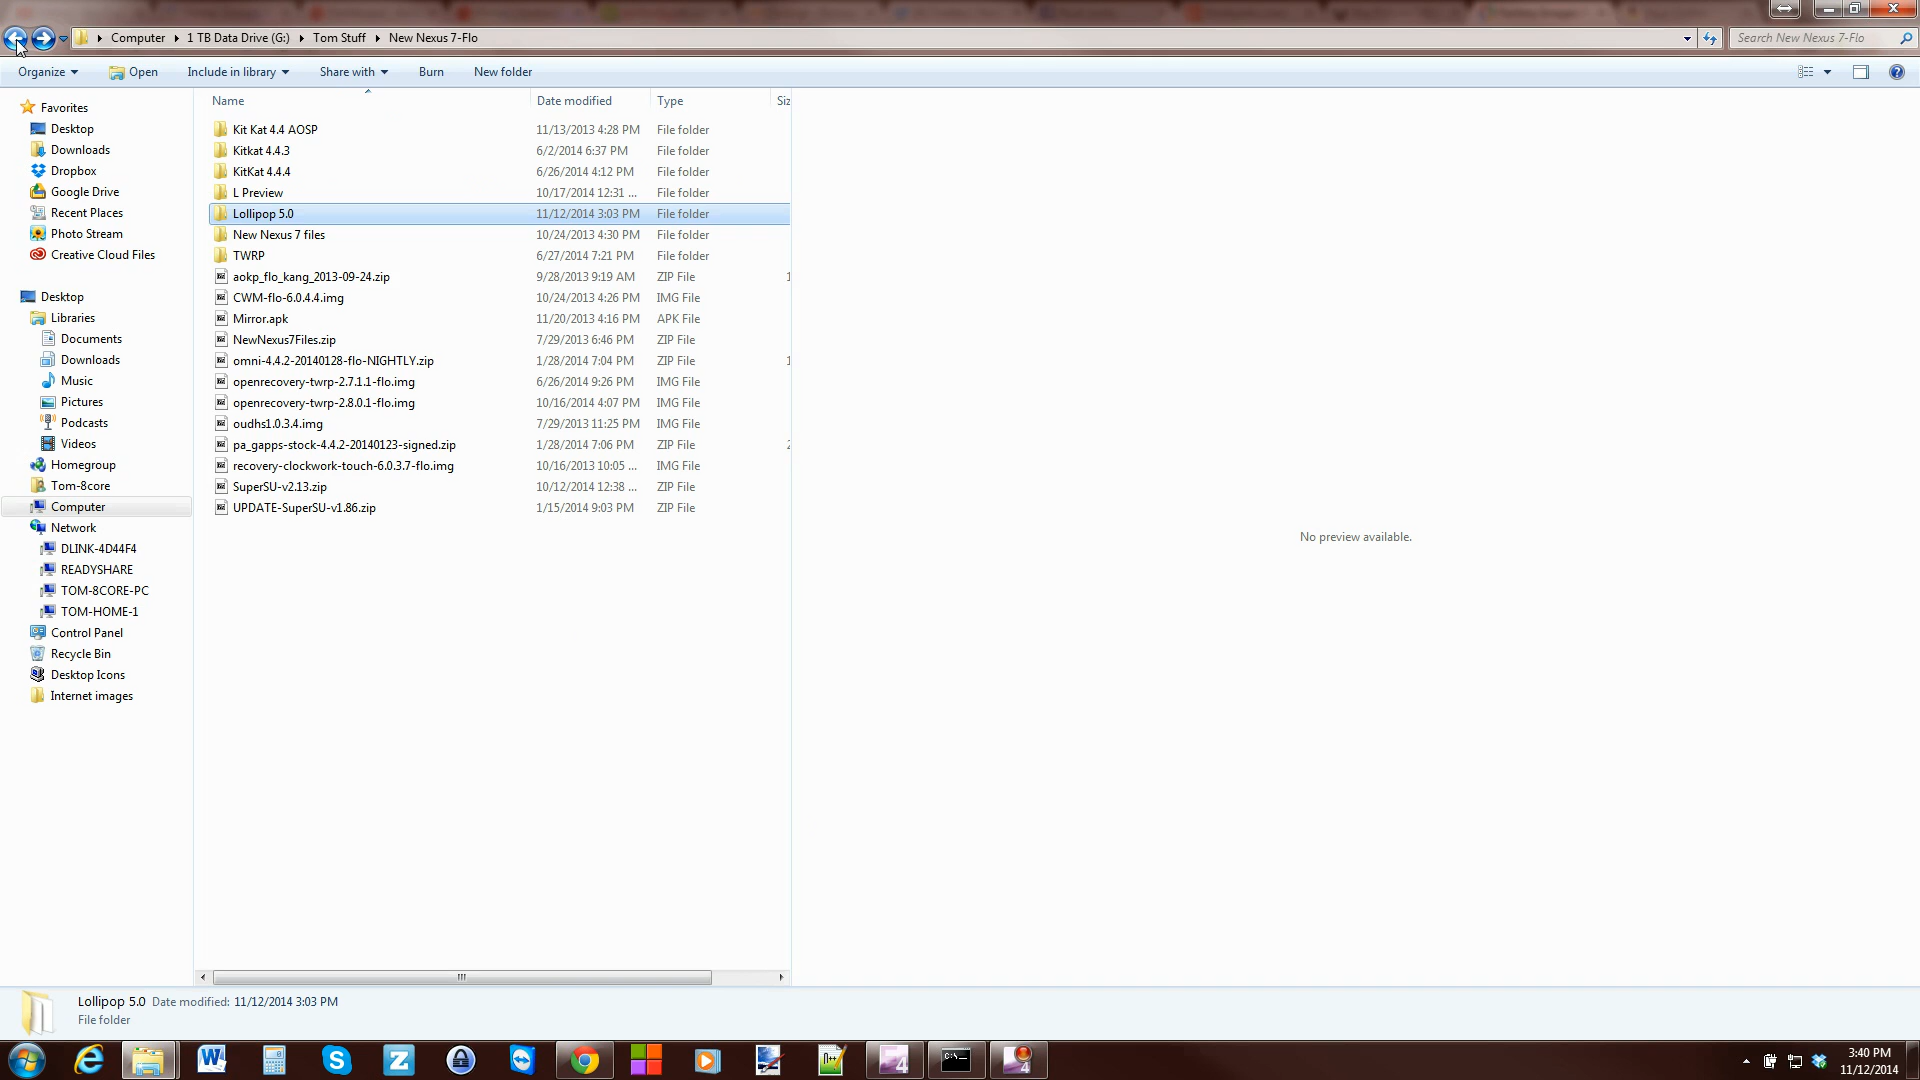 Computer 1 TB Data Drive (G:) Tom Stuff New Nexus 7-Flo
Search New Nexus 7-Flo
Organize Open Include in library Share with Burn New folder
Name Date modified Type Siz
Favorites
Desktop
Downloads
Dropbox
Google Drive
Recent Places
Photo Stream
Creative Cloud Files
Desktop
Libraries
Documents
Downloads
Music
Pictures
Podcasts
Videos
Homegroup
Tom-8core
Computer
Network
DLINK-4D44F4
READYSHARE
TOM-8CORE-PC
TOM-HOME-1
Control Panel
Recycle Bin
Desktop Icons
Internet images
Kit Kat 4.4 AOSP 11/13/2013 4:28 PM File folder
Kitkat 4.4.3 6/2/2014 6:37 PM File folder
KitKat 4.4.4 6/26/2014 4:12 PM File folder
L Preview 10/17/2014 12:31 ... File folder
Lollipop 5.0 11/12/2014 3:03 PM File folder
New Nexus 7 files 10/24/2013 4:30 PM File folder
TWRP 6/27/2014 7:21 PM File folder
aokp_flo_kang_2013-09-24.zip 9/28/2013 9:19 AM ZIP File 1
CWM-flo-6.0.4.4.img 10/24/2013 4:26 PM IMG File
Mirror.apk 11/20/2013 4:16 PM APK File
NewNexus7Files.zip 7/29/2013 6:46 PM ZIP File
omni-4.4.2-20140128-flo-NIGHTLY.zip 1/28/2014 7:04 PM ZIP File 1
openrecovery-twrp-2.7.1.1-flo.img 6/26/2014 9:26 PM IMG File
openrecovery-twrp-2.8.0.1-flo.img 10/16/2014 4:07 PM IMG File
oudhs1.0.3.4.img 7/29/2013 11:25 PM IMG File
pa_gapps-stock-4.4.2-20140123-signed.zip 1/28/2014 7:06 PM ZIP File 2
recovery-clockwork-touch-6.0.3.7-flo.img 10/16/2013 10:05 ... IMG File
SuperSU-v2.13.zip 10/12/2014 12:38 ... ZIP File
UPDATE-SuperSU-v1.86.zip 1/15/2014 9:03 PM ZIP File
No preview available.
Lollipop 5.0 Date modified: 11/12/2014 3:03 PM
File folder
3:40 PM
11/12/2014